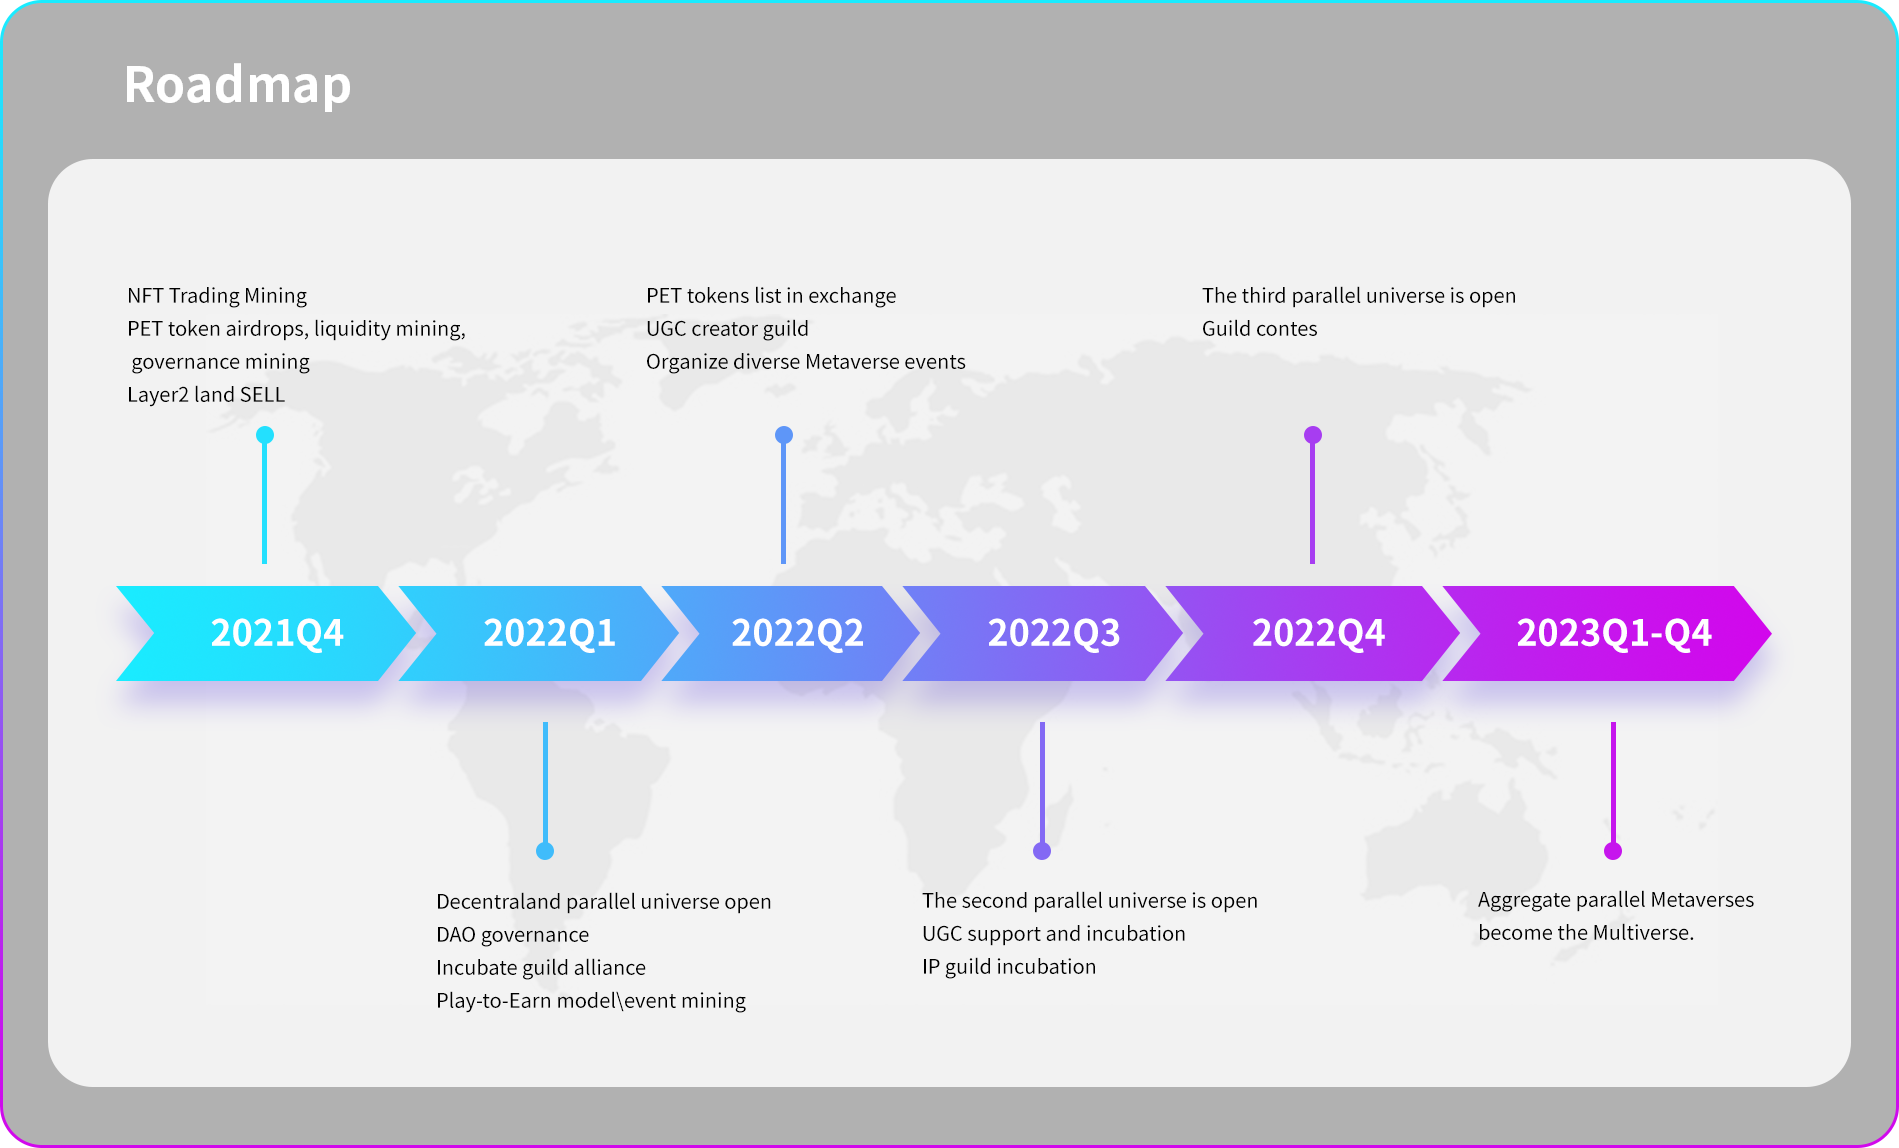 Roadmap
NFT Trading Mining
PET token airdrops, liquidity mining,
governance mining
Layer2 land SELL
PET tokens list in exchange
UGC creator guild
Organize diverse Metaverse events
The third parallel universe is open
Guild contes
2021Q4
2022Q1
2022Q2
2022Q3
2022Q4
2023Q1-Q4
Decentraland parallel universe open
DAO governance
Incubate guild alliance
Play-to-Earn model\event mining
The second parallel universe is open
UGC support and incubation
IP guild incubation
Aggregate parallel Metaverses
become the Multiverse.